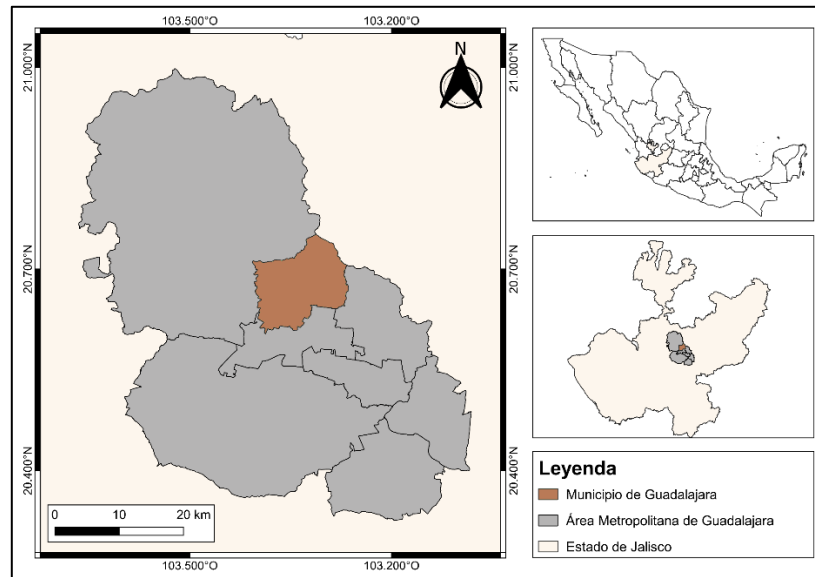 103.500°O
103.200°O
21.000°N
21.000°N
N
20.700°N
20.700°N
20.400°N
20.400°N
0
10
20 km
103.500°O
103.200°O
Leyenda
Municipio de Guadalajara
Área Metropolitana de Guadalajara
Estado de Jalisco